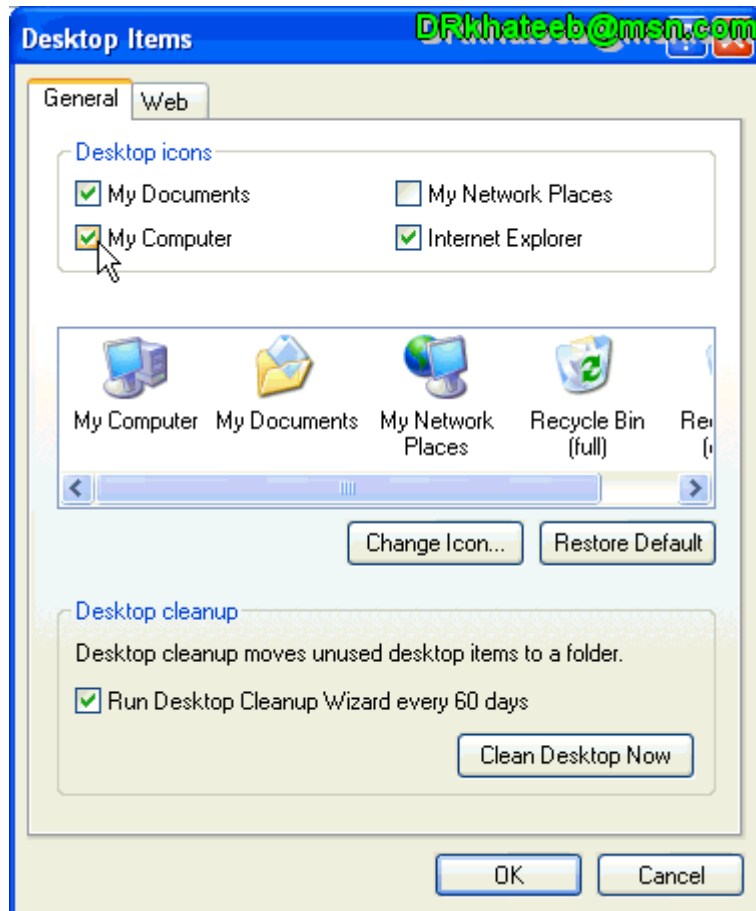 Desktop Items
DRkhateeb@msn.com
General
Web
Desktop icons
My Documents
My Network Places
My Computer
Internet Explorer
My Computer
My Documents
My Network
Places
Recycle Bin
(full)
Change Icon...
Restore Default
Desktop cleanup
Desktop cleanup moves unused desktop items to a folder.
Run Desktop Cleanup Wizard every 60 days
Clean Desktop Now
OK
Cancel